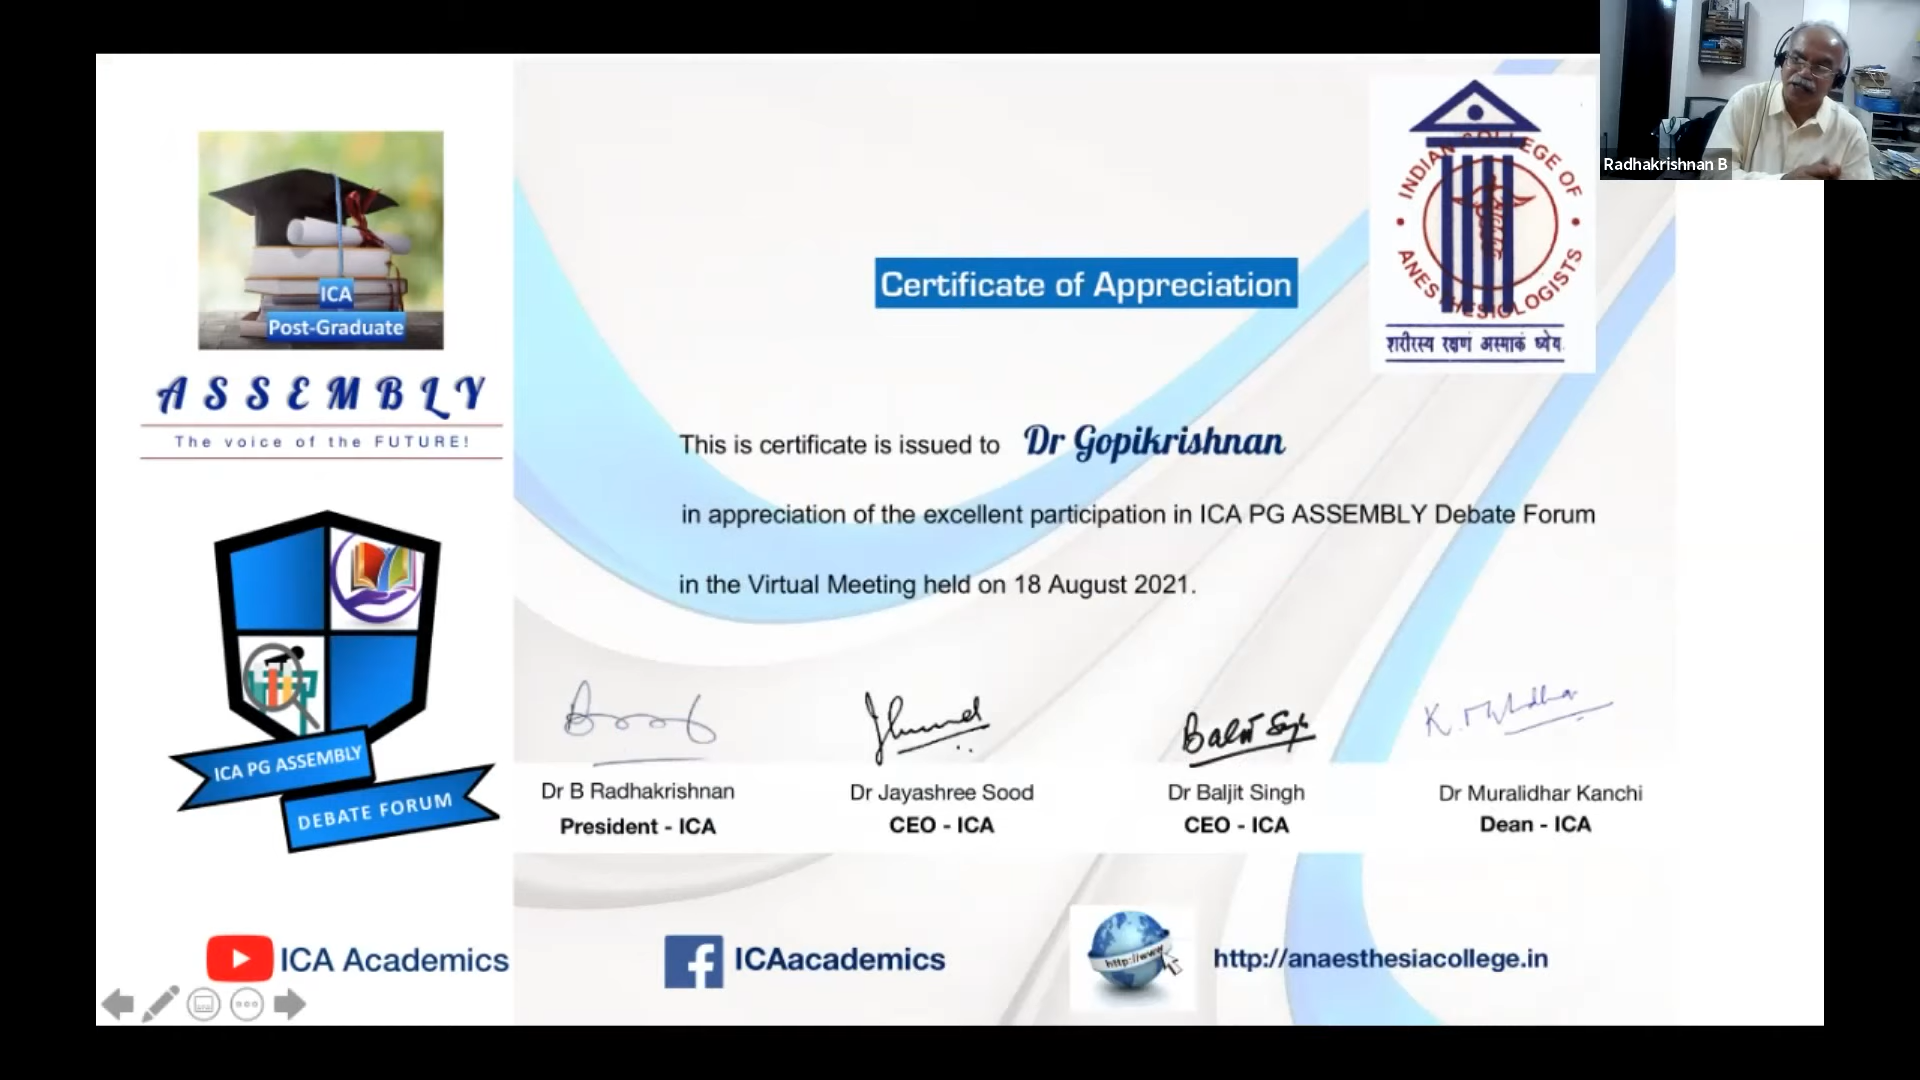 Radhakrishnan B
INDIAN COLLEGE OF
ANESTHESIOLOGISTS
शरीरस्य रक्षणं अस्माकं ध्येय
ICA
Post-Graduate
ASSEMBLY
The voice of the FUTURE!
Certificate of Appreciation
This is certificate is issued to Dr Gopikrishnan
in appreciation of the excellent participation in ICA PG ASSEMBLY Debate Forum
in the Virtual Meeting held on 18 August 2021.
ICA PG ASSEMBLY
DEBATE FORUM
Baljit Singh
Dr B Radhakrishnan
President - ICA
Dr Jayashree Sood
CEO - ICA
Dr Baljit Singh
CEO - ICA
Dr Muralidhar Kanchi
Dean - ICA
ICA Academics
ICAacademics
http://www
http://anaesthesiacollege.in